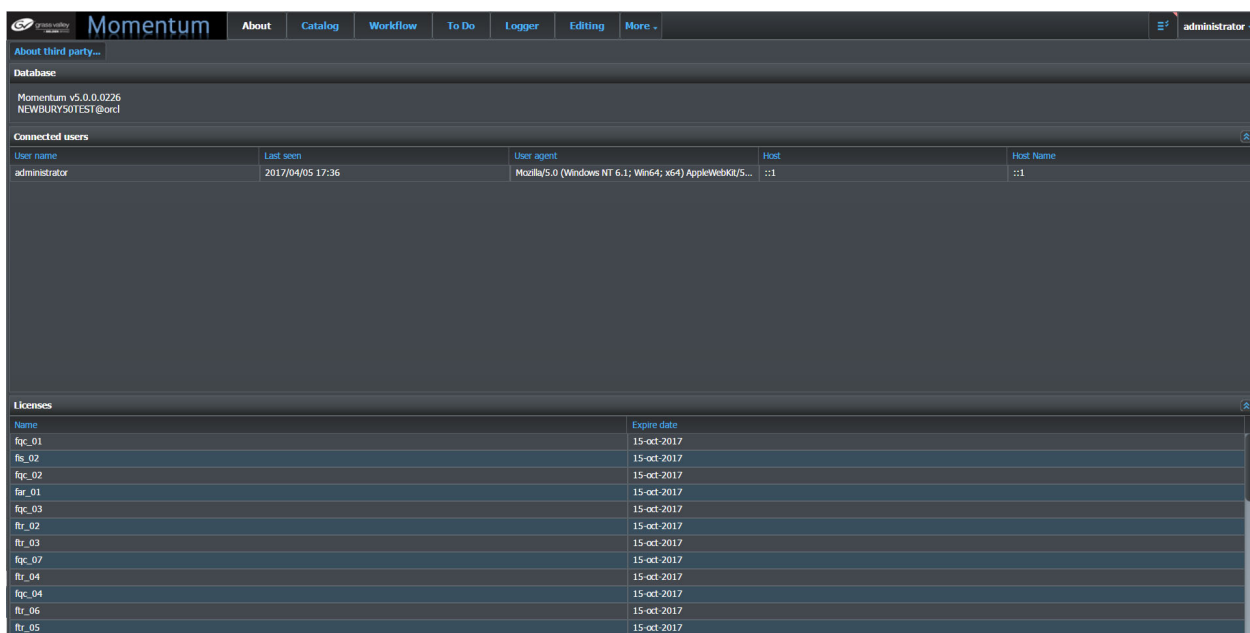 grass valley Momentum About Catalog Workflow To Do Logger Editing More administrator
About third party...
Database
Momentum v5.0.0.0226
NEWBURY50TEST@orcl
Connected users
User name Last seen User agent Host Host Name
administrator 2017/04/05 17:36 Mozilla/5.0 (Windows NT 6.1; Win64; x64) AppleWebKit/5... ::1 ::1
Licenses
Name Expire date
fqc_01 15-oct-2017
fis_02 15-oct-2017
fqc_02 15-oct-2017
far_01 15-oct-2017
fqc_03 15-oct-2017
ftr_02 15-oct-2017
ftr_03 15-oct-2017
fqc_07 15-oct-2017
ftr_04 15-oct-2017
fqc_04 15-oct-2017
ftr_06 15-oct-2017
ftr_05 15-oct-2017